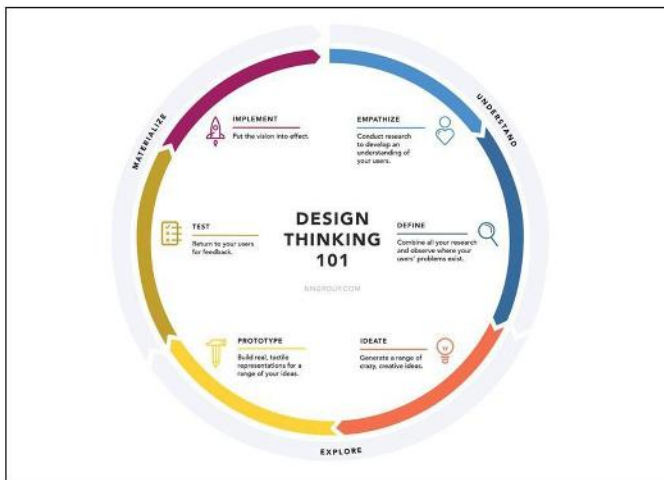 DESIGN
THINKING
101
NNGROUP.COM
UNDERSTAND
EMPATHIZE
Conduct research
to develop an
understanding of
your users.
DEFINE
Combine all your research
and observe where your
users' problems exist.
EXPLORE
IDEATE
Generate a range of
crazy, creative ideas.
PROTOTYPE
Build real, tactile
representations for a
range of your ideas.
MATERIALIZE
TEST
Return to your users
for feedback.
IMPLEMENT
Put the vision into effect.